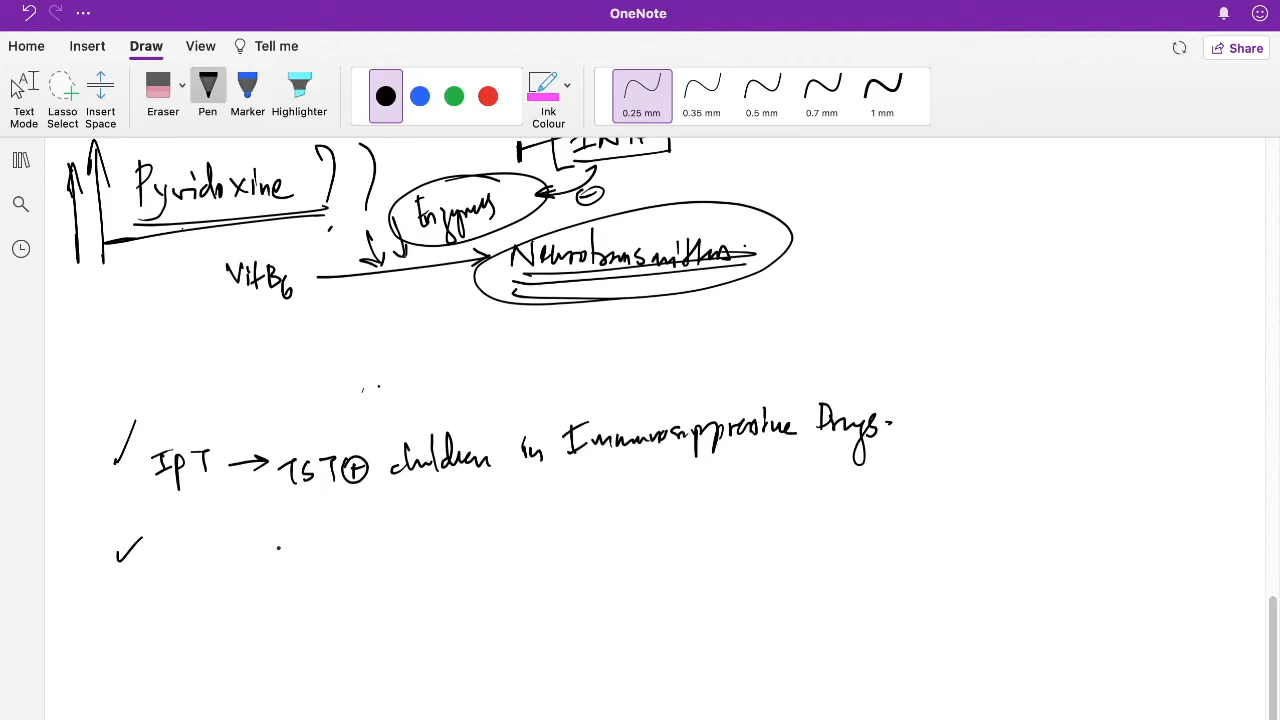 OneNote
Home Insert Draw View Tell me
Share
Text Mode
Lasso Select
Insert Space
Eraser
Pen
Marker
Highlighter
Ink Colour
0.25 mm
0.35 mm
0.5 mm
0.7 mm
1 mm
INH
Pyridoxine ? ?
Enzymes
Neurotransmitters
Vit B6
IPT → TST + children in Immunosuppressive Drugs.